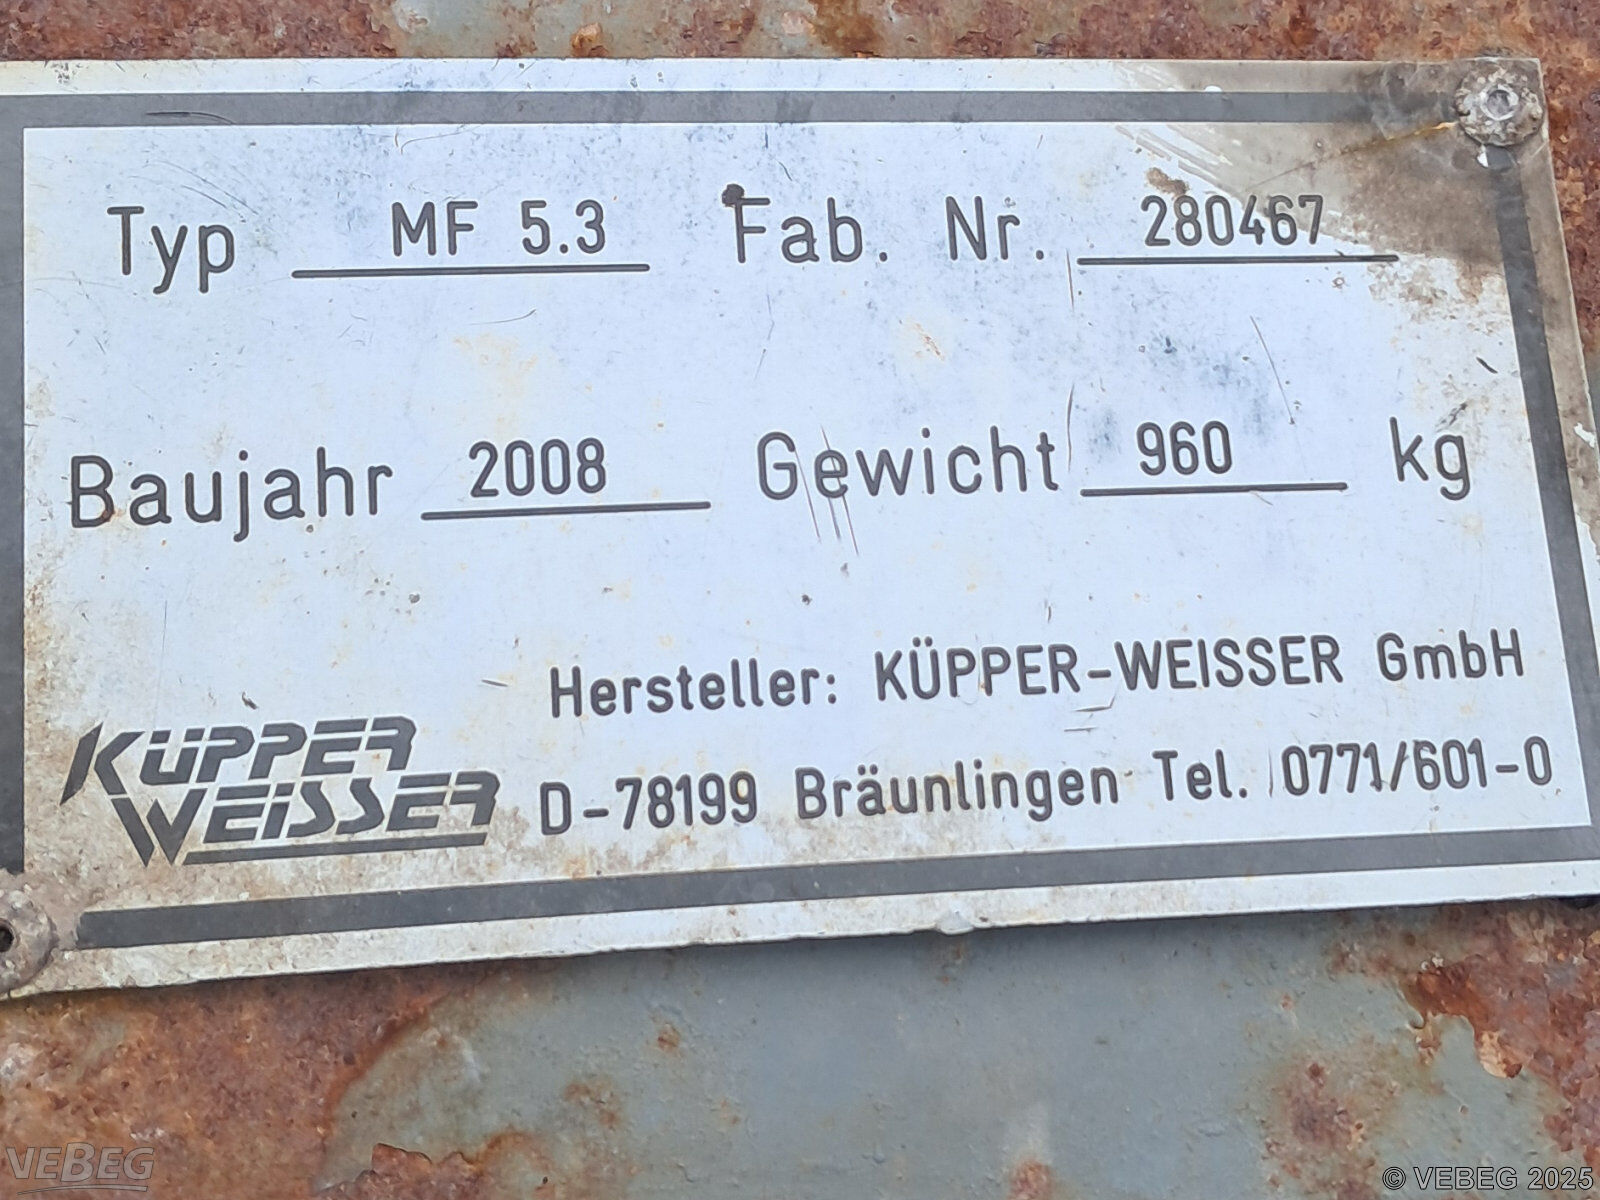 Typ MF 5.3 Fab. Nr. 280467
Baujahr 2008 Gewicht 960 kg
Hersteller: KÜPPER-WEISSER GmbH
KÜPPER
WEISSER
D-78199 Bräunlingen Tel. 0771/601-0
VEBEG
© VEBEG 2025